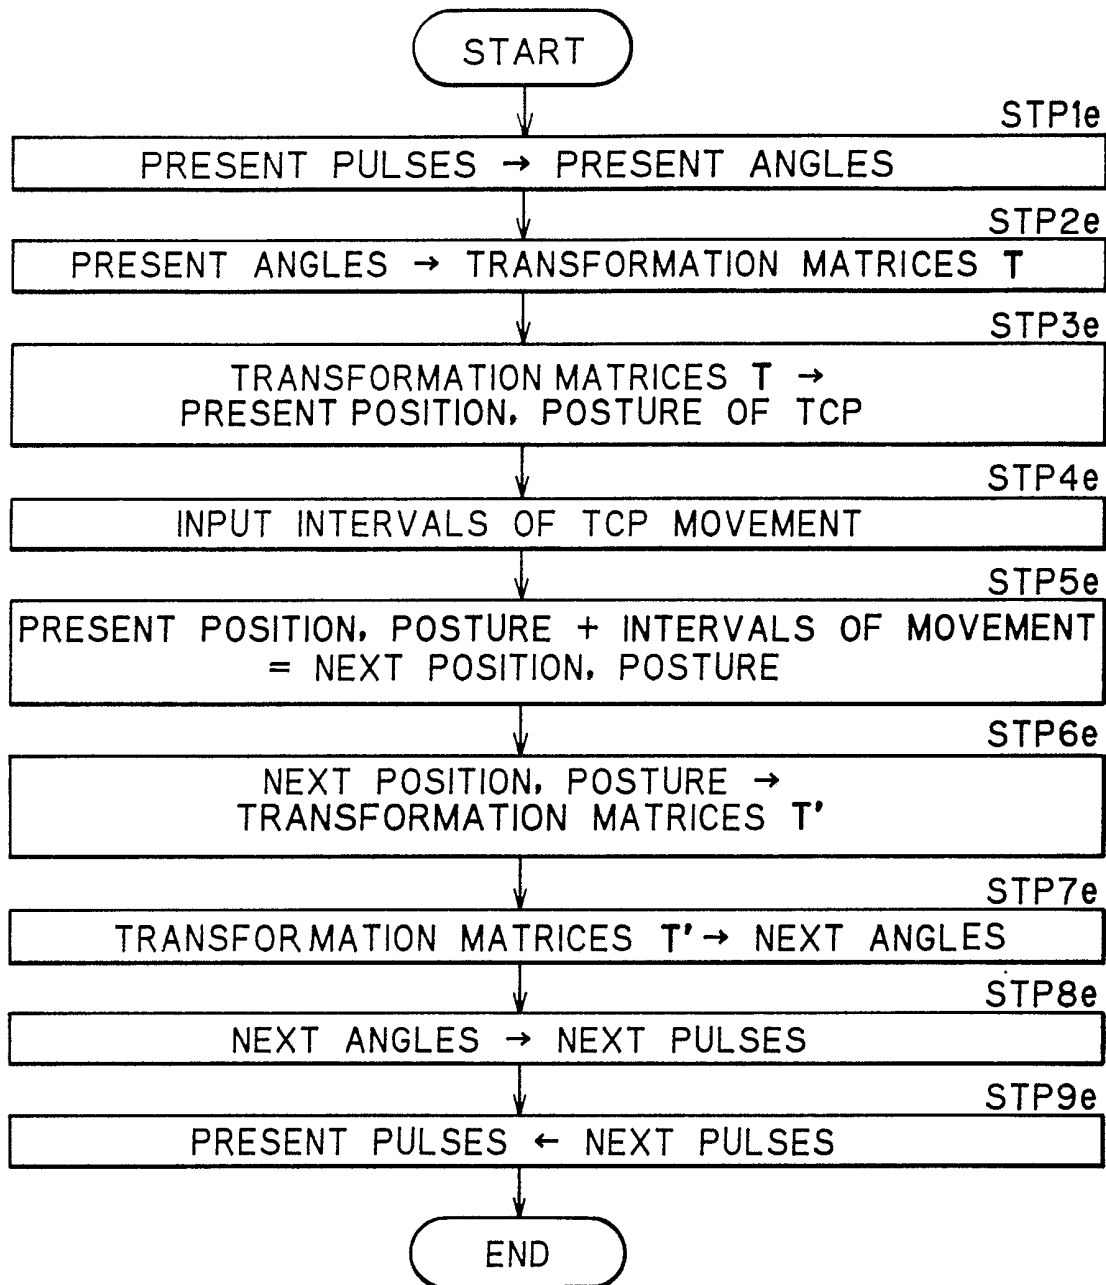 START
STP1e
PRESENT PULSES → PRESENT ANGLES
STP2e
PRESENT ANGLES → TRANSFORMATION MATRICES T
STP3e
TRANSFORMATION MATRICES T →
PRESENT POSITION, POSTURE OF TCP
STP4e
INPUT INTERVALS OF TCP MOVEMENT
STP5e
PRESENT POSITION, POSTURE + INTERVALS OF MOVEMENT
= NEXT POSITION, POSTURE
STP6e
NEXT POSITION, POSTURE →
TRANSFORMATION MATRICES T'
STP7e
TRANSFORMATION MATRICES T' → NEXT ANGLES
STP8e
NEXT ANGLES → NEXT PULSES
STP9e
PRESENT PULSES ← NEXT PULSES
END